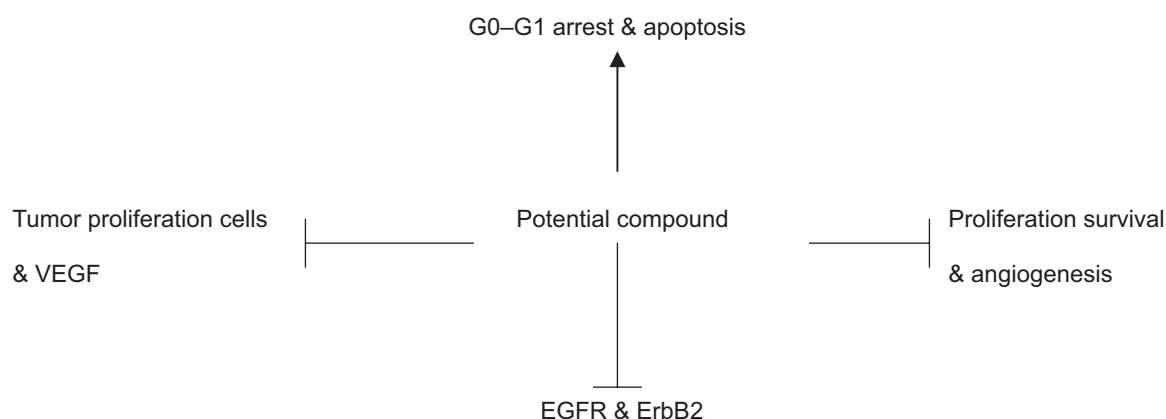 G0–G1 arrest & apoptosis
Tumor proliferation cells
& VEGF
Potential compound
Proliferation survival
& angiogenesis
EGFR & ErbB2